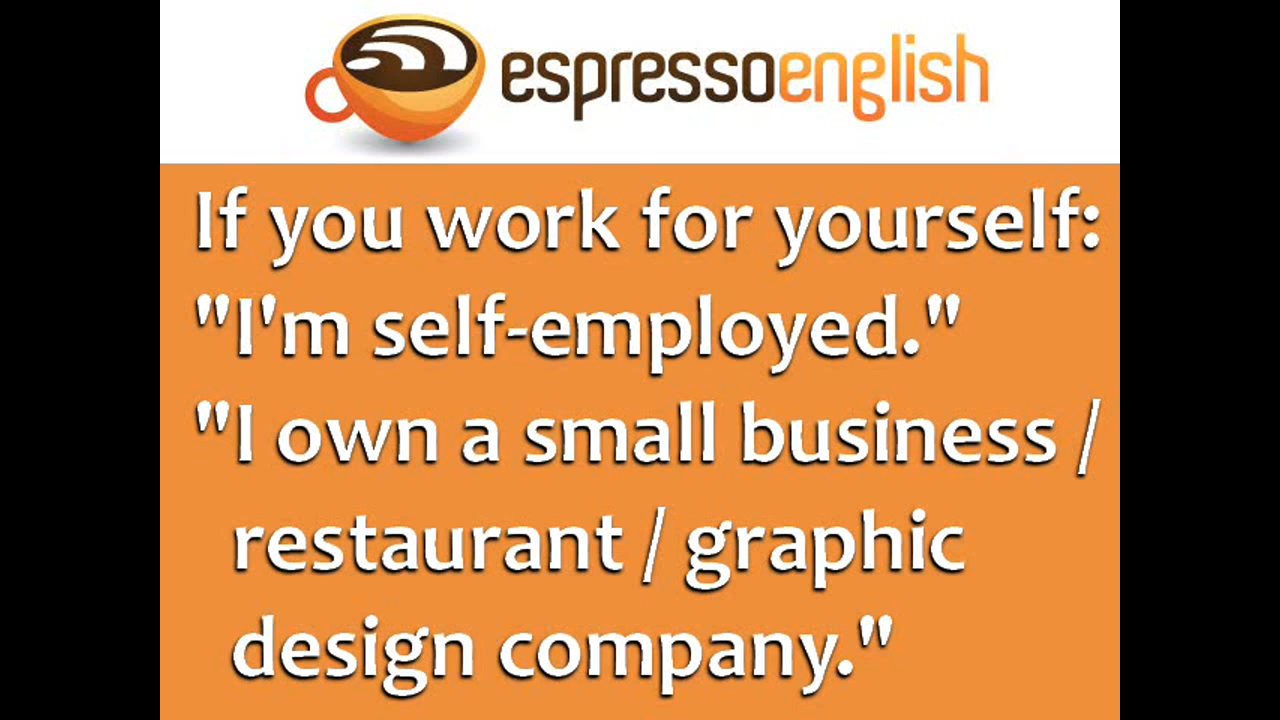 espressoenglish
If you work for yourself:
"I'm self-employed."
"I own a small business /
restaurant / graphic
design company."